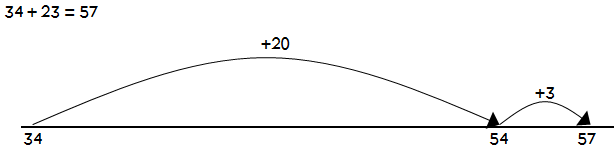 34 + 23 = 57
+20
+3
34 54 57